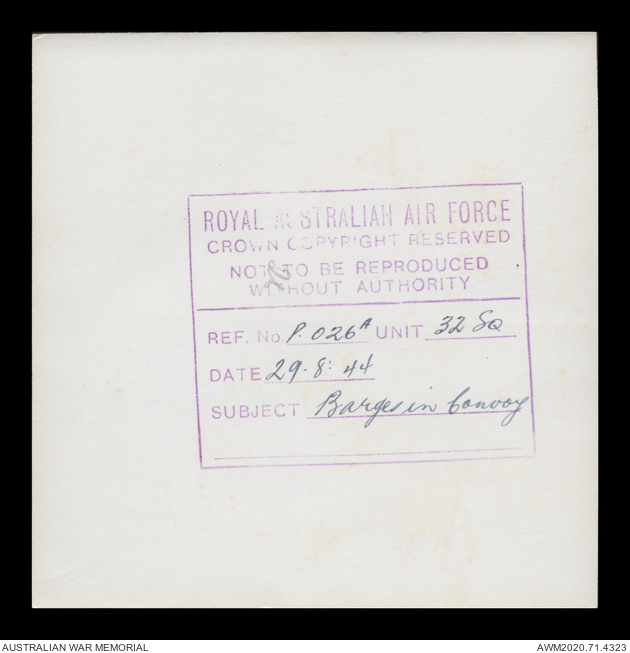 ROYAL AUSTRALIAN AIR FORCE
CROWN COPYRIGHT RESERVED
NOT TO BE REPRODUCED
WITHOUT AUTHORITY
REF. No. P.026A UNIT 32 Sq
DATE 29.8:44
SUBJECT Barges in Convoy
AUSTRALIAN WAR MEMORIAL
AWM2020.71.4323